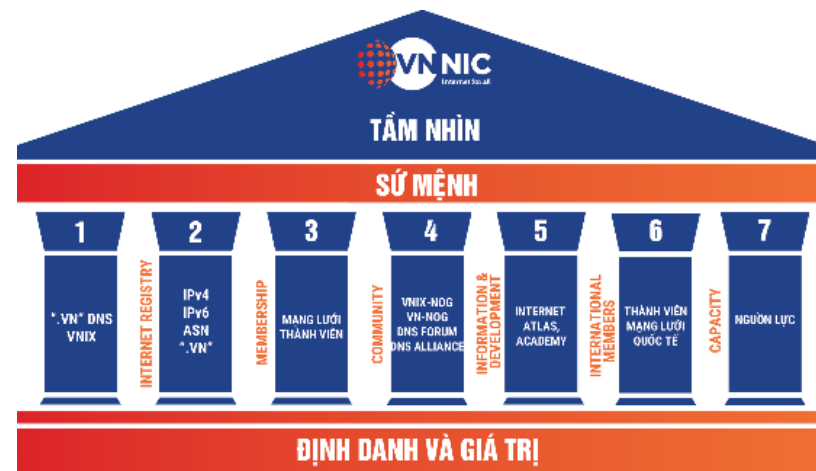 VNNIC
Internet for all
TẦM NHÌN
SỨ MỆNH
1
".VN" DNS
VNIX
INTERNET REGISTRY
2
IPv4
IPv6
ASN
".VN"
MEMBERSHIP
3
MẠNG LƯỚI
THÀNH VIÊN
COMMUNITY
4
VNIX-NOG
VN-NOG
DNS FORUM
DNS ALLIANCE
INFORMATION &
DEVELOPMENT
5
INTERNET
ATLAS,
ACADEMY
INTERNATIONAL
MEMBERS
6
THÀNH VIÊN
MẠNG LƯỚI
QUỐC TẾ
CAPACITY
7
NGUỒN LỰC
ĐỊNH DANH VÀ GIÁ TRỊ